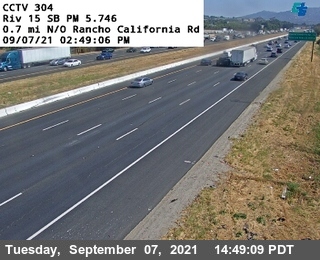 CCTV 304
Riv 15 SB PM 5.746
0.7 mi N/O Rancho California Rd
09/07/21 02:49:06 PM
Tuesday, September 07, 2021 14:49:09 PDT